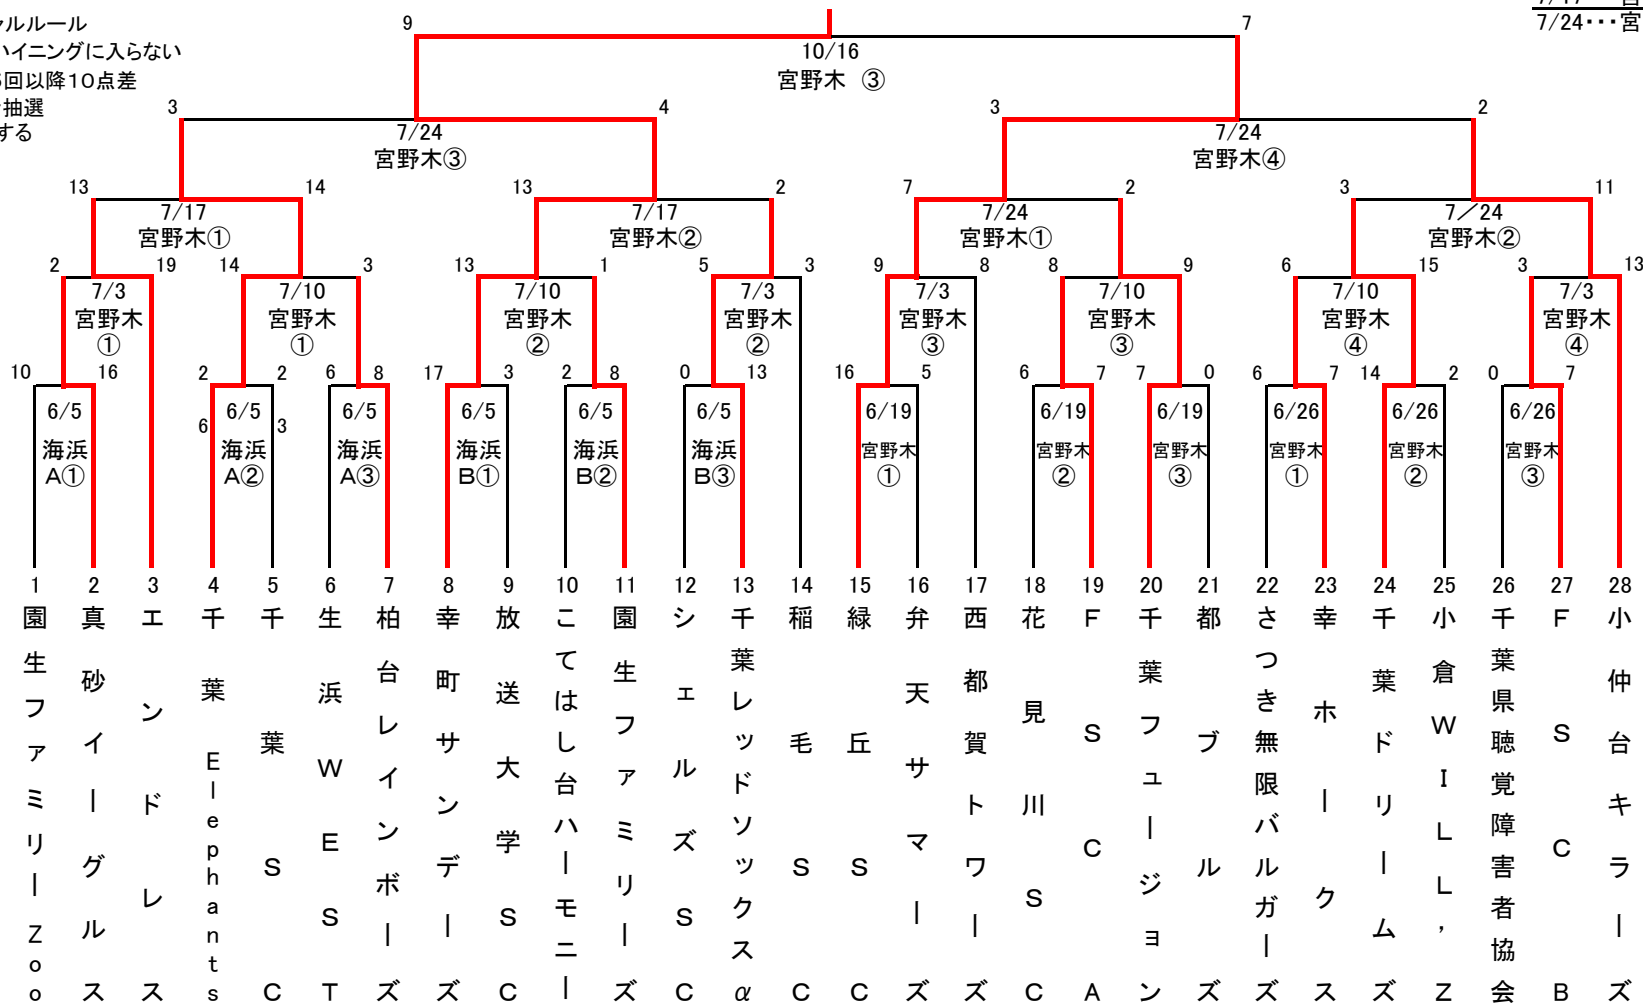 ャルルール
ハイニングに入らない
回以降10点差
抽選
する
7/24・・・宮
9 7
10/16
宮野木 ③
3 4 3 2
7/24 7/24
宮野木③ 宮野木④
13 14 13 2 7 2 3 11
7/17 7/17 7/24 7/24
宮野木① 宮野木② 宮野木① 宮野木②
2 19 14 3 13 1 5 3 9 8 8 9 6 15 3 13
7/3 7/10 7/10 7/3 7/3 7/10 7/10 7/3
宮野木 宮野木 宮野木 宮野木 宮野木 宮野木 宮野木 宮野木
① ① ② ② ③ ③ ④ ④
10 16 2 2 6 8 17 3 2 8 0 13 16 5 6 7 7 0 6 7 14 2 0 7
6/5 6/5 6/5 6/5 6/5 6/5 6/19 6/19 6/19 6/26 6/26 6/26
6 3
海浜 海浜 海浜 海浜 海浜 海浜 宮野木 宮野木 宮野木 宮野木 宮野木 宮野木
A① A② A③ B① B② B③ ① ② ③ ① ② ③
1 園生ファミリーZoo
2 真砂イーグルス
3 エンドレス
4 千葉Elephants
5 千葉SC
6 生浜WEST
7 柏台レインボーズ
8 幸町サンデーズ
9 放送大学SC
10 こてはし台ハーモニー
11 園生ファミリーズ
12 シェルズSC
13 千葉レッドソックスα
14 稲毛SC
15 緑丘SC
16 弁天サマーズ
17 西都賀トワーズ
18 花見川SC
19 FSCA
20 千葉フュージョン
21 都ブルズ
22 さつき無限バルガーズ
23 幸ホークス
24 千葉ドリームズ
25 小倉WILL,Z
26 千葉県聴覚障害者協会
27 FSCB
28 小仲台キラーズ